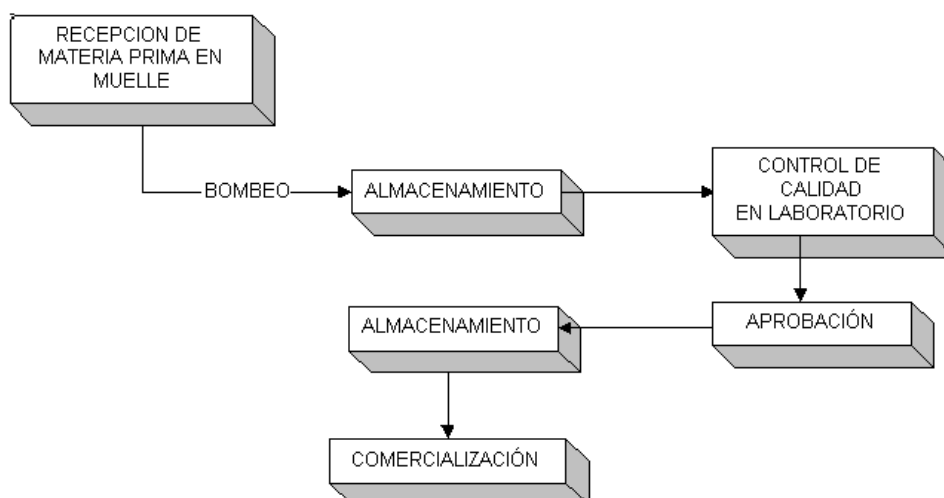 RECEPCION DE
MATERIA PRIMA EN
MUELLE
BOMBEO
ALMACENAMIENTO
CONTROL DE
CALIDAD
EN LABORATORIO
APROBACIÓN
ALMACENAMIENTO
COMERCIALIZACIÓN